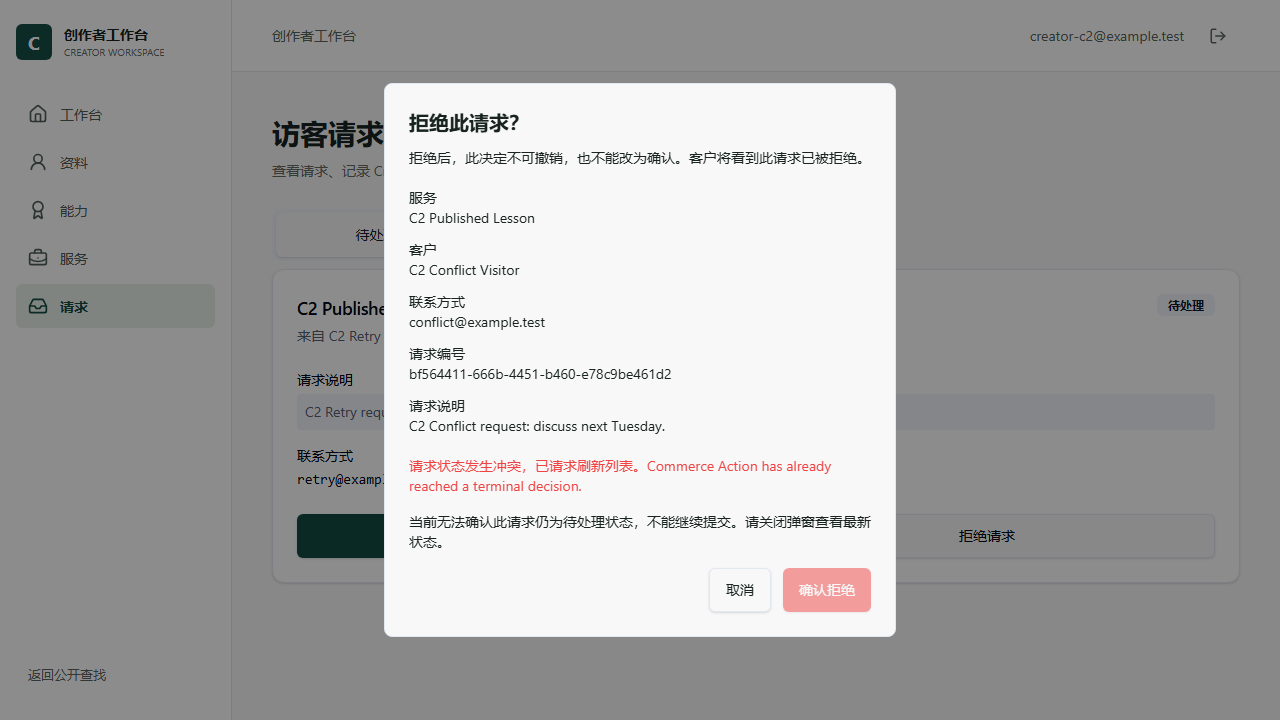 C
创作者工作台
CREATOR WORKSPACE
工作台
资料
能力
服务
请求
返回公开查找
创作者工作台
creator-c2@example.test
访客请求
查看请求、记录
待处
C2
来自 C2 Retry
待处理
请求说明
C2 Retry
联系方式
拒绝请求
拒绝此请求？
拒绝后，此决定不可撤销，也不能改为确认。客户将看到此请求已被拒绝。
服务
C2 Published Lesson
客户
C2 Conflict Visitor
联系方式
conflict@example.test
请求编号
bf564411-666b-4451-b460-e78c9be461d2
请求说明
C2 Conflict request: discuss next Tuesday.
请求状态发生冲突，已请求刷新列表。Commerce Action has already
reached a terminal decision.
当前无法确认此请求仍为待处理状态，不能继续提交。请关闭弹窗查看最新
状态。
取消
确认拒绝